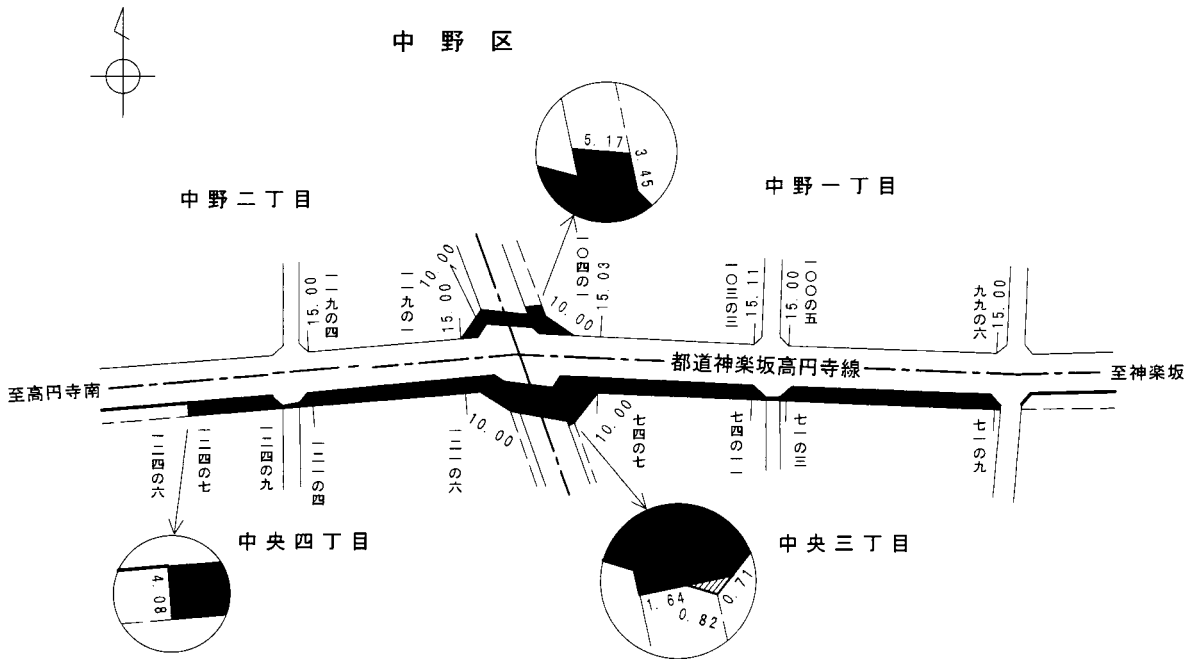 中野区
5.17
3.45
中野二丁目
中野一丁目
10.00
一一九の四
15.00
一一九の一
15.00
10.00
一〇四の一
15.03
一〇三の三
15.11
一〇〇の五
15.00
九九の六
15.00
都道神楽坂高円寺線
至高円寺南
至神楽坂
一二四の六
一二四の七
一二四の九
一二一の四
一二一の六
10.00
10.00
七四の七
七四の一一
七一の三
七一の九
中央四丁目
中央三丁目
4.08
1.64
0.82
0.71